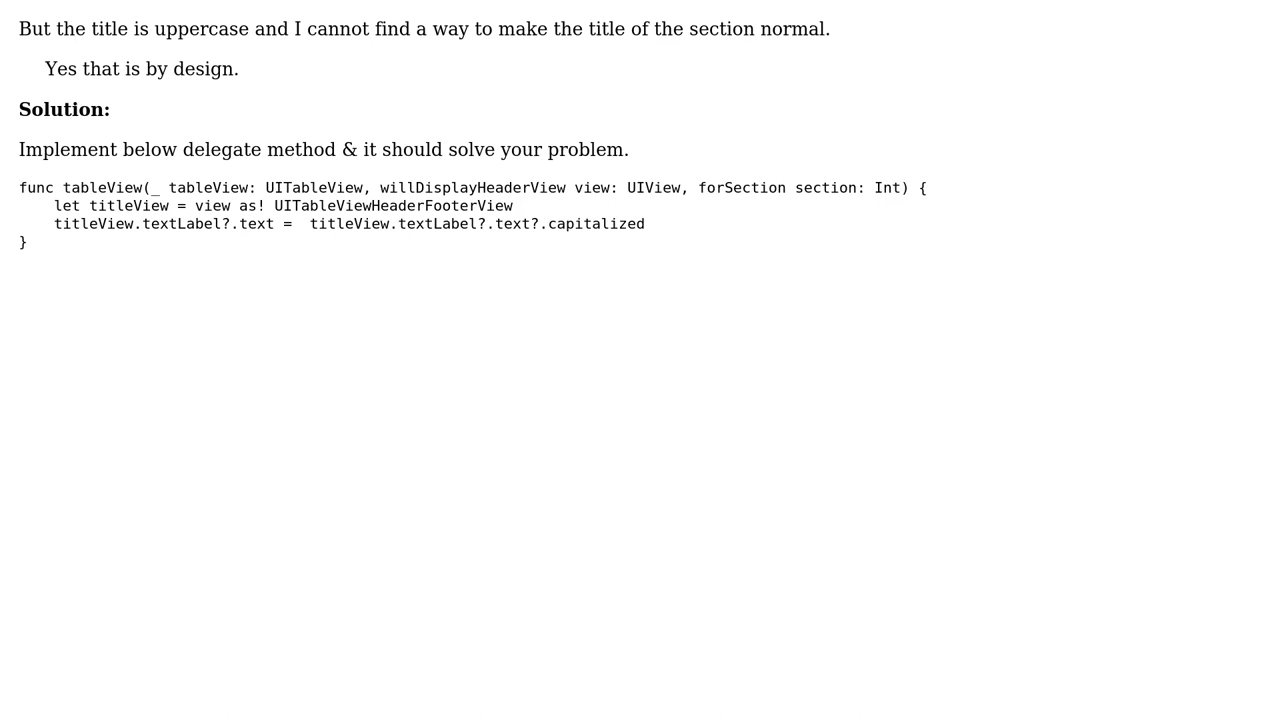 But the title is uppercase and I cannot find a way to make the title of the section normal.
Yes that is by design.
Solution:
Implement below delegate method & it should solve your problem.
func tableView(_ tableView: UITableView, willDisplayHeaderView view: UIView, forSection section: Int) {
    let titleView = view as! UITableViewHeaderFooterView
    titleView.textLabel?.text =  titleView.textLabel?.text?.capitalized
}